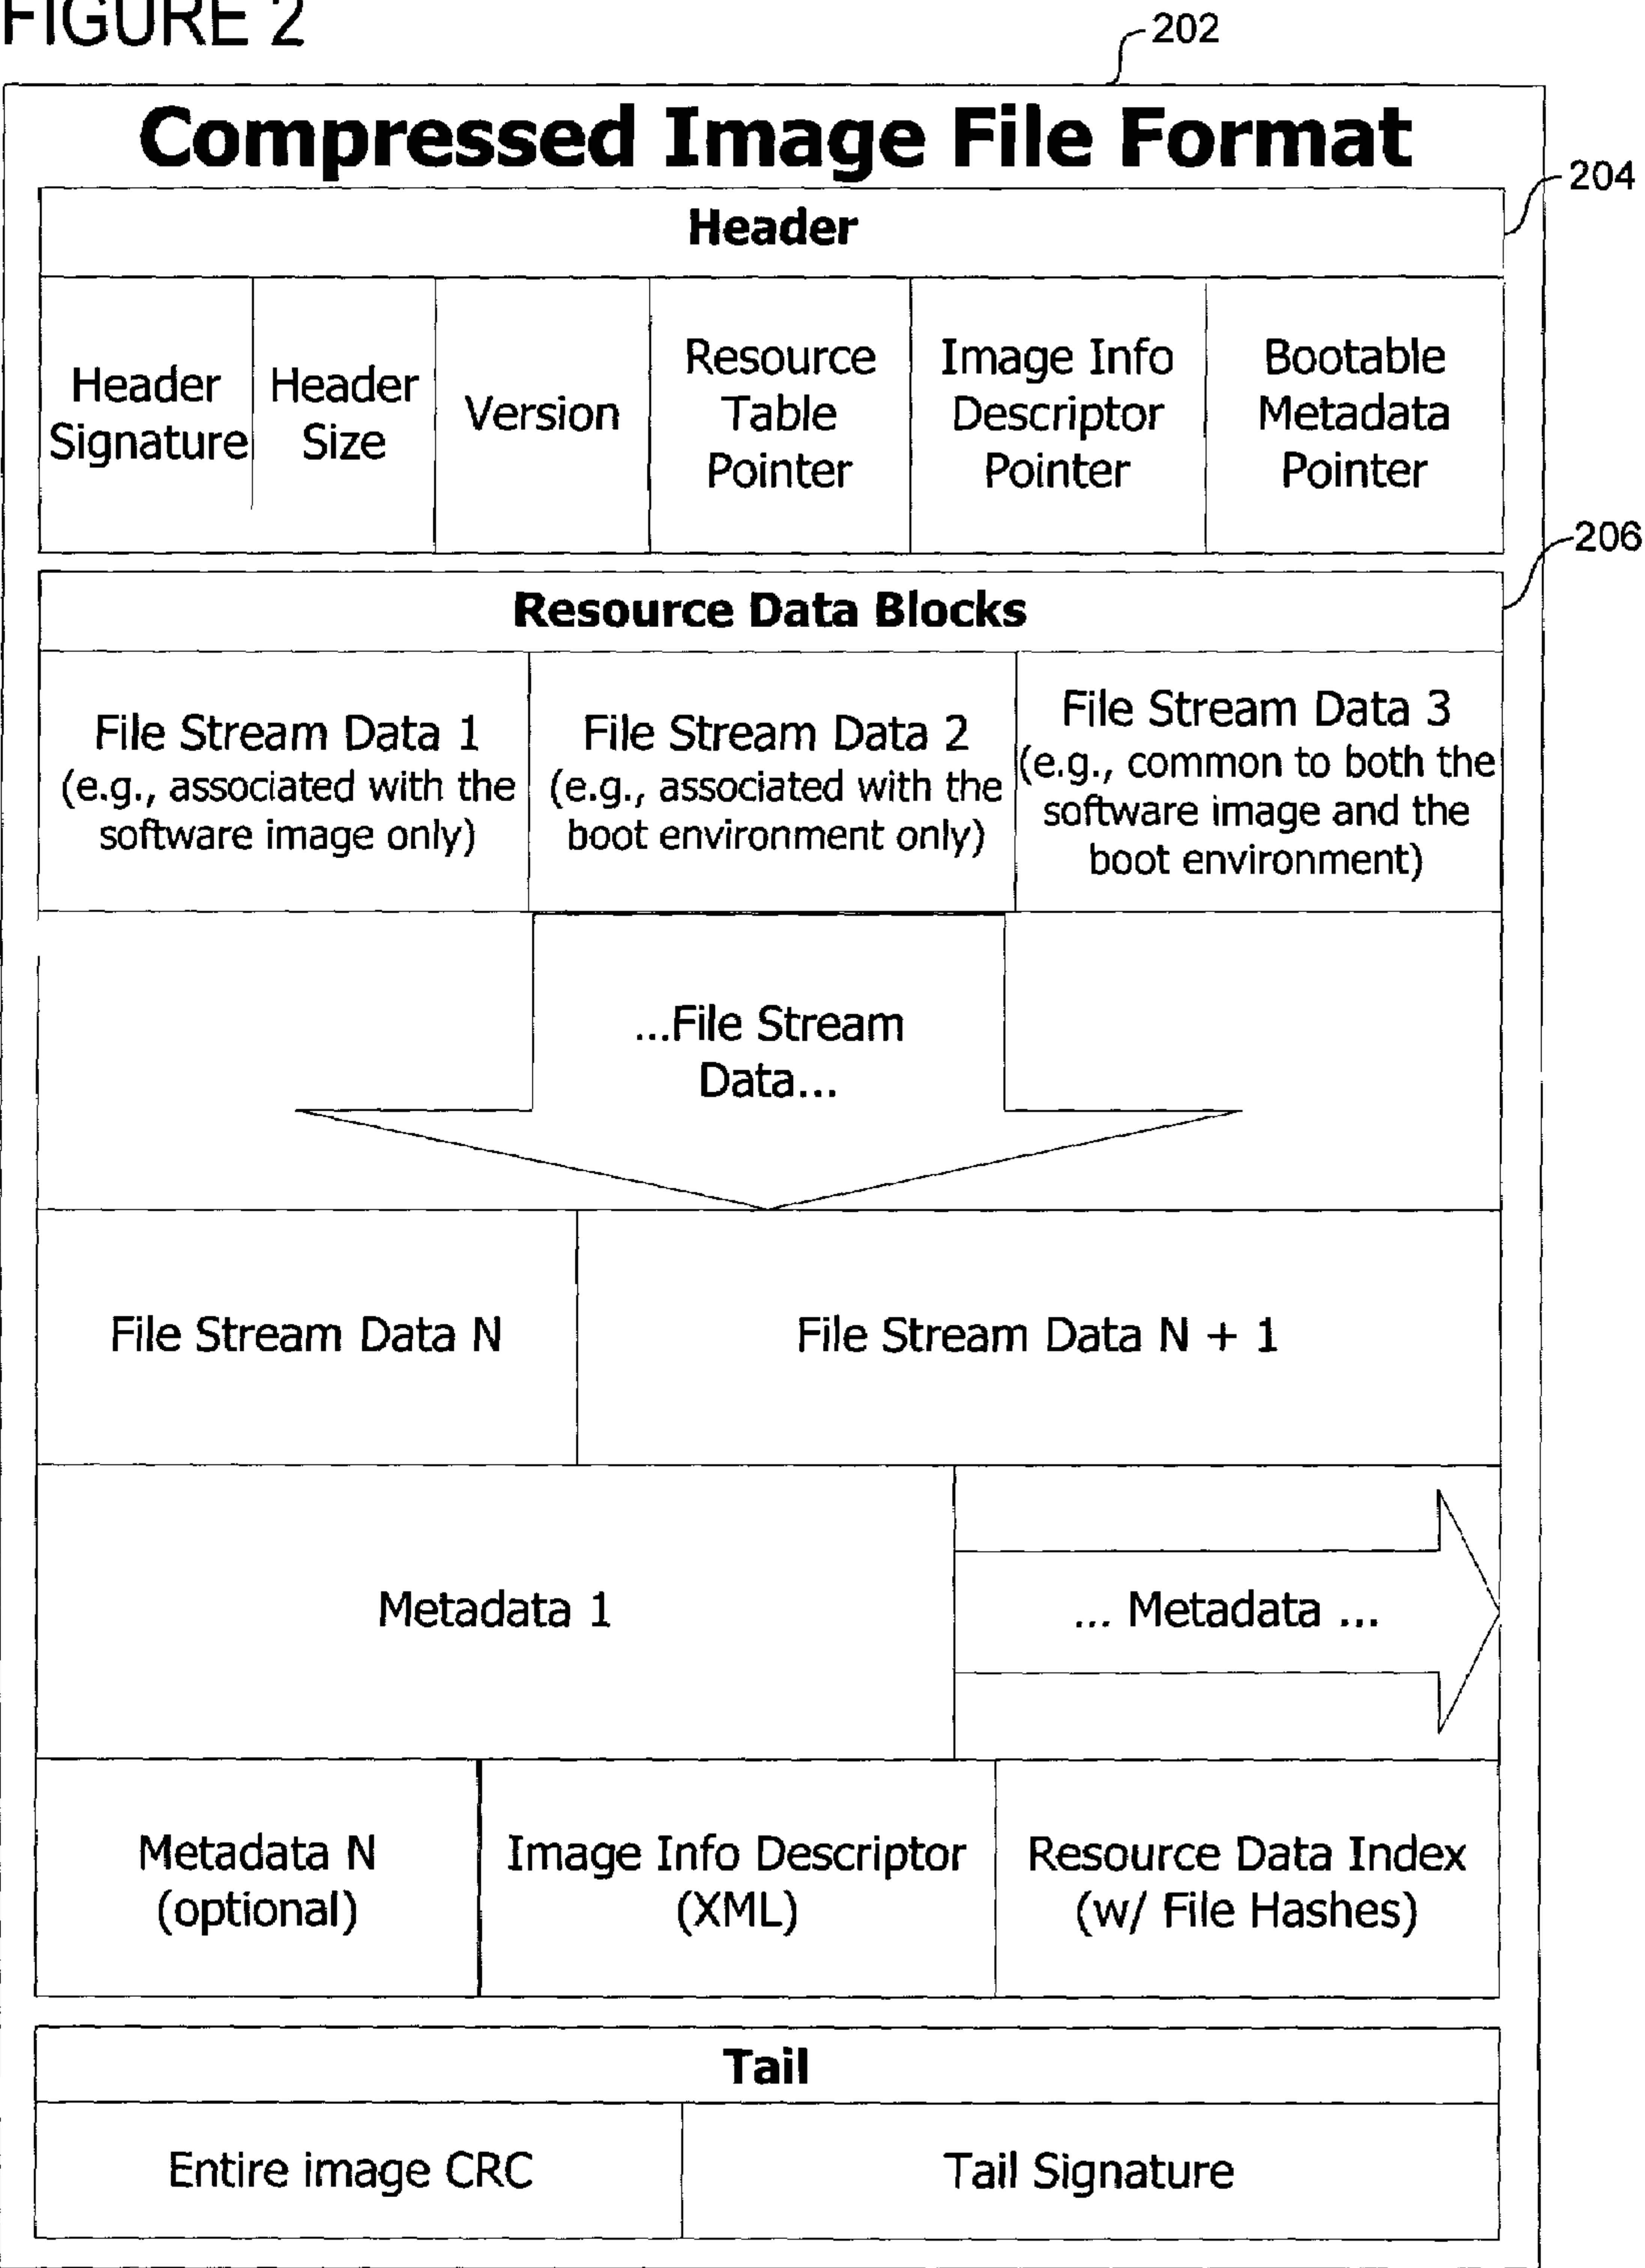 FIGURE 2
202
Compressed Image File Format
204
Header
Header
Signature
Header
Size
Version
Resource
Table
Pointer
Image Info
Descriptor
Pointer
Bootable
Metadata
Pointer
206
Resource Data Blocks
File Stream Data 1
(e.g., associated with the
software image only)
File Stream Data 2
(e.g., associated with the
boot environment only)
File Stream Data 3
(e.g., common to both the
software image and the
boot environment)
...File Stream
Data...
File Stream Data N
File Stream Data N + 1
Metadata 1
... Metadata ...
Metadata N
(optional)
Image Info Descriptor
(XML)
Resource Data Index
(w/ File Hashes)
Tail
Entire image CRC
Tail Signature